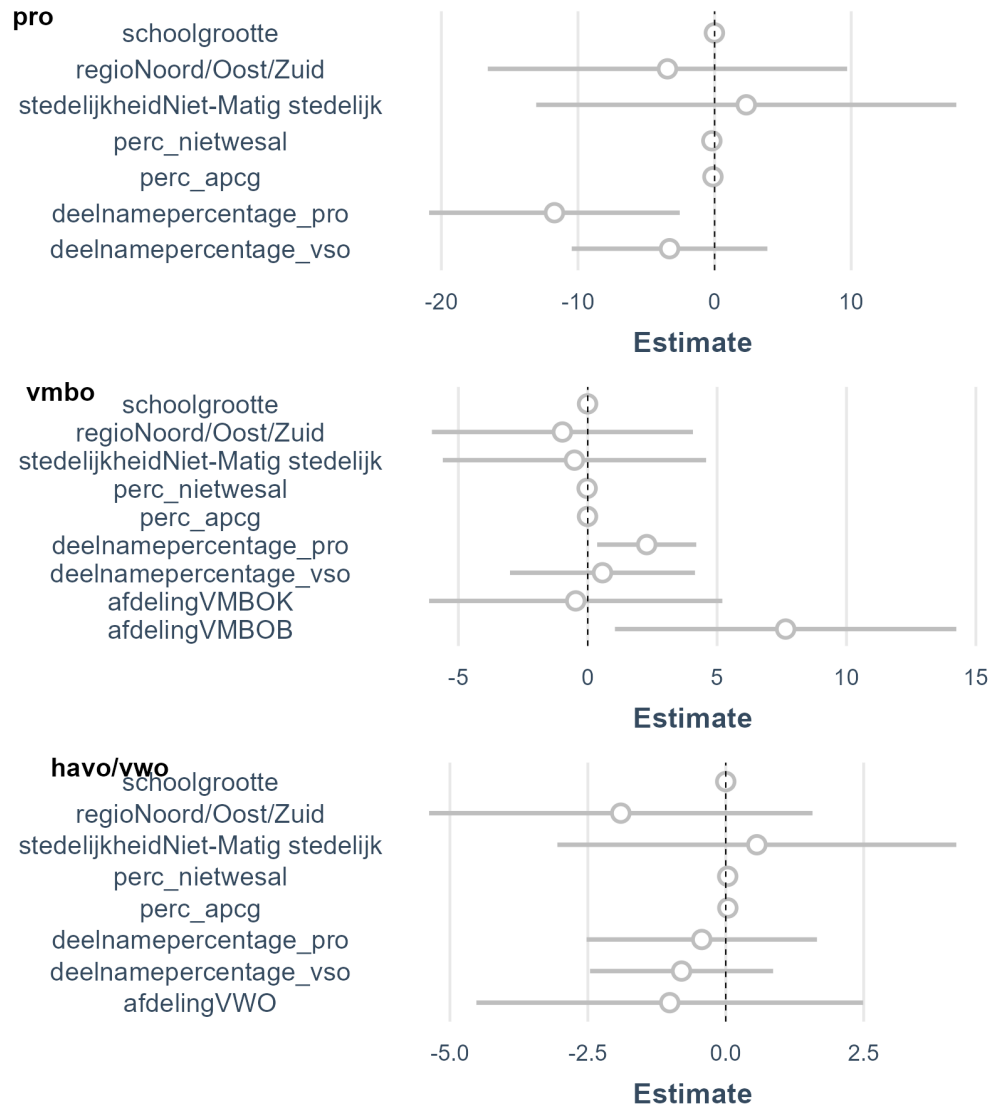 pro
schoolgrootte
regioNoord/Oost/Zuid
stedelijkheidNiet-Matig stedelijk
perc_nietwesal
perc_apcg
deelnamepercentage_pro
deelnamepercentage_vso
-20 -10 0 10
Estimate
vmbo
schoolgrootte
regioNoord/Oost/Zuid
stedelijkheidNiet-Matig stedelijk
perc_nietwesal
perc_apcg
deelnamepercentage_pro
deelnamepercentage_vso
afdelingVMBOK
afdelingVMBOB
-5 0 5 10 15
Estimate
havo/vwo
schoolgrootte
regioNoord/Oost/Zuid
stedelijkheidNiet-Matig stedelijk
perc_nietwesal
perc_apcg
deelnamepercentage_pro
deelnamepercentage_vso
afdelingVWO
-5.0 -2.5 0.0 2.5
Estimate